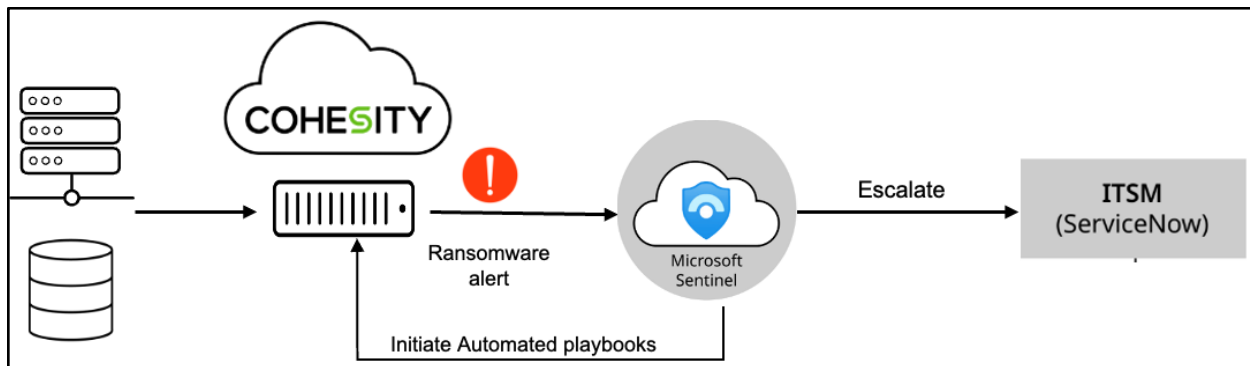 COHESITY
Ransomware
alert
Microsoft
Sentinel
Initiate Automated playbooks
Escalate
ITSM
(ServiceNow)